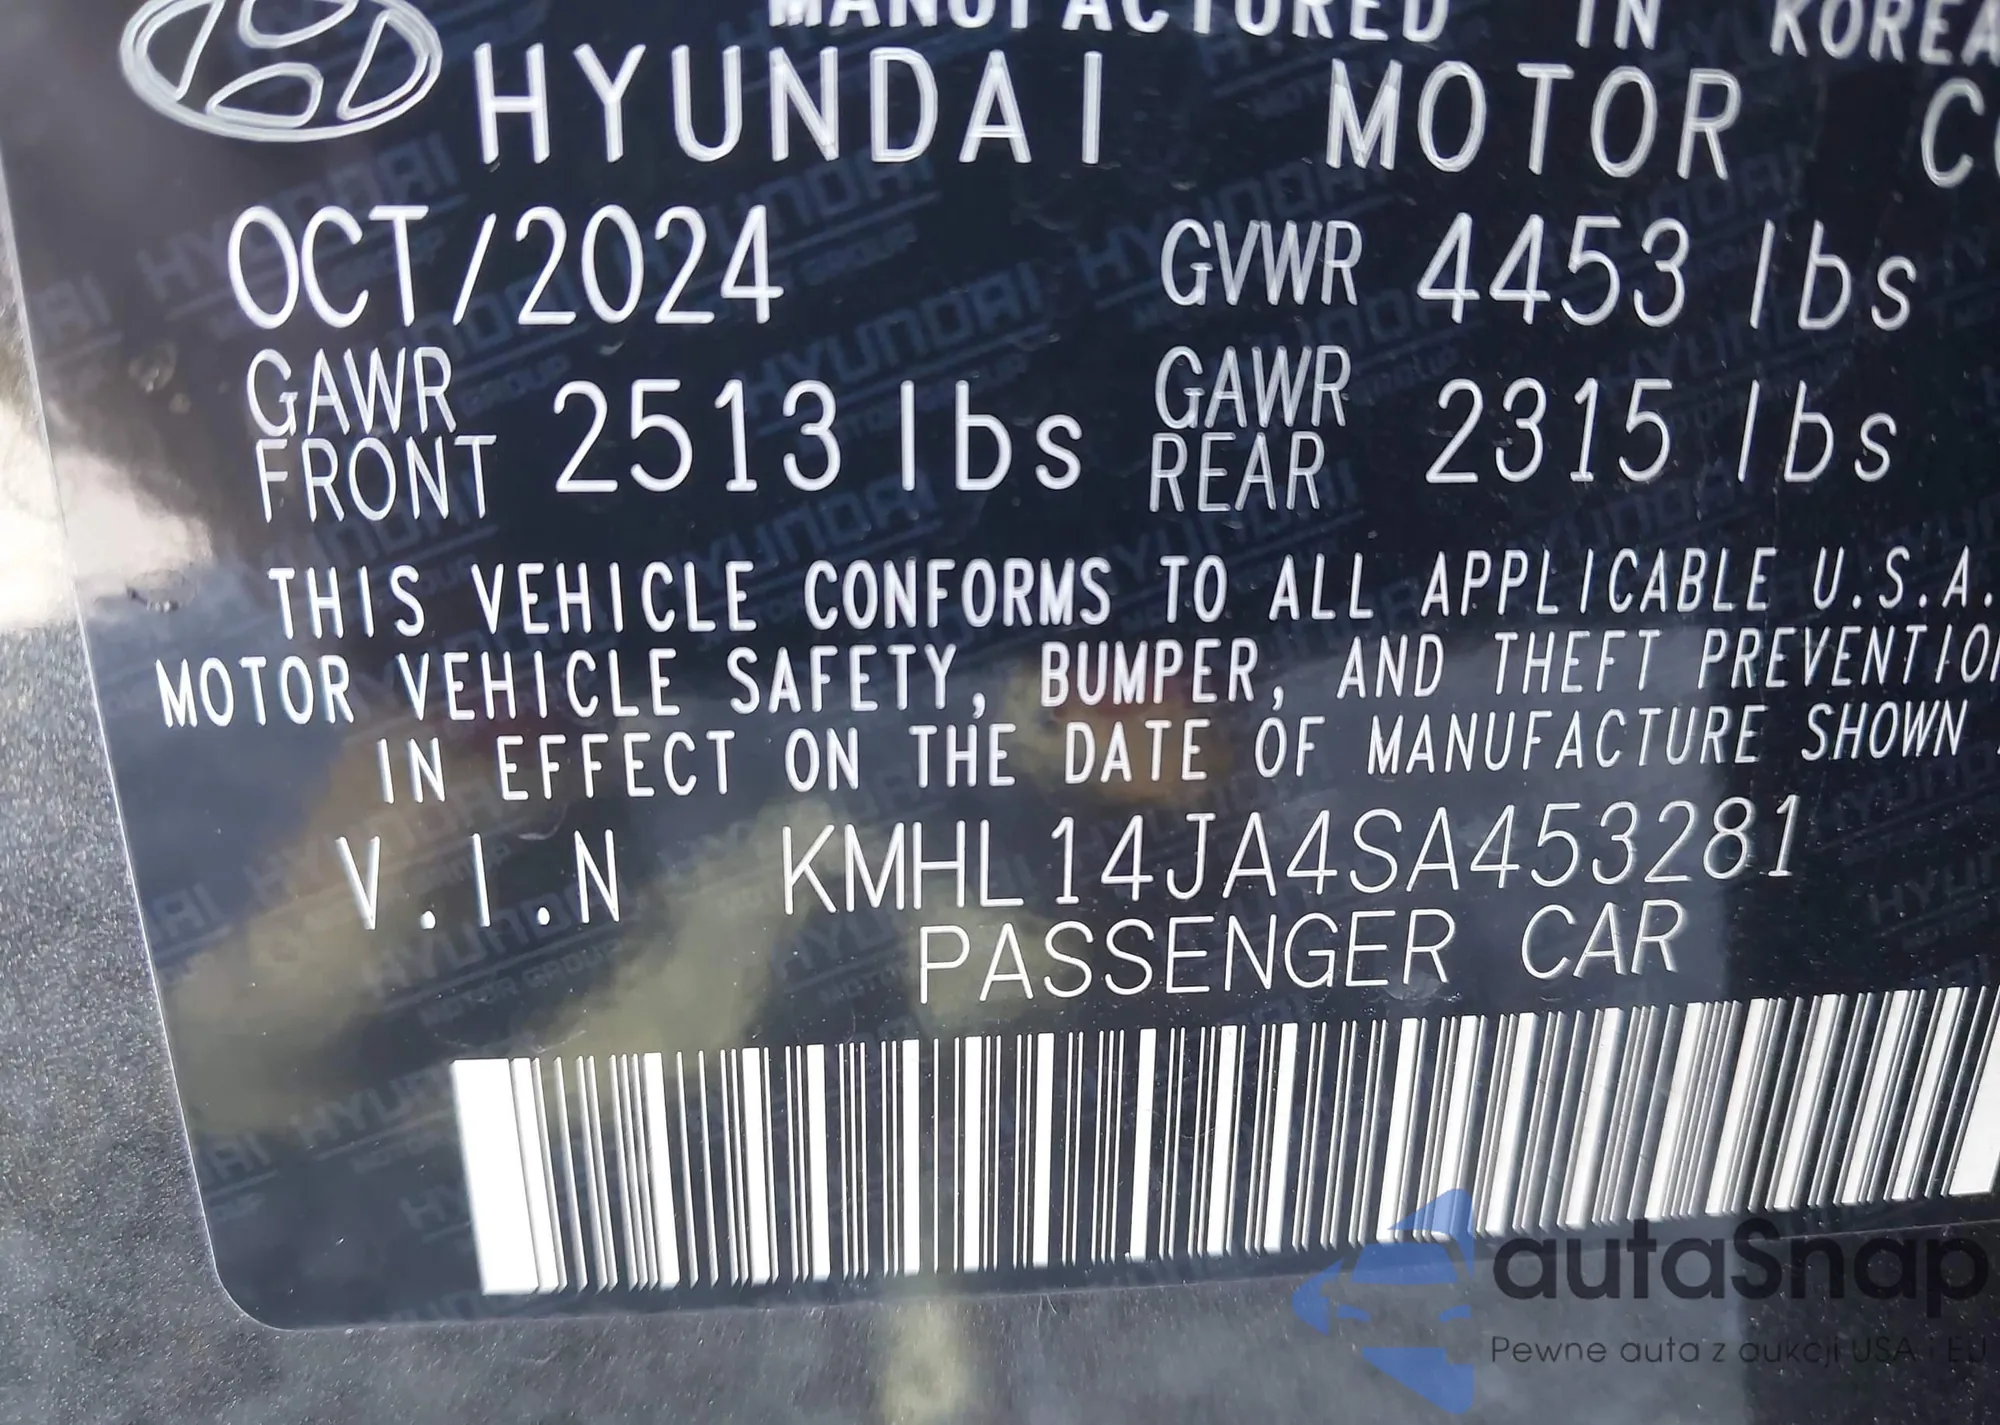 MANUFACTURED IN KOREA
HYUNDAI MOTOR
OCT/2024 GVWR 4453 lbs
GAWR FRONT 2513 lbs GAWR REAR 2315 lbs
THIS VEHICLE CONFORMS TO ALL APPLICABLE U.S.A.
MOTOR VEHICLE SAFETY, BUMPER, AND THEFT PREVENTIO
IN EFFECT ON THE DATE OF MANUFACTURE SHOWN
V.I.N KMHL14JA4SA453281
PASSENGER CAR
autaSnap
Pewne auta z aukcji USA i EU